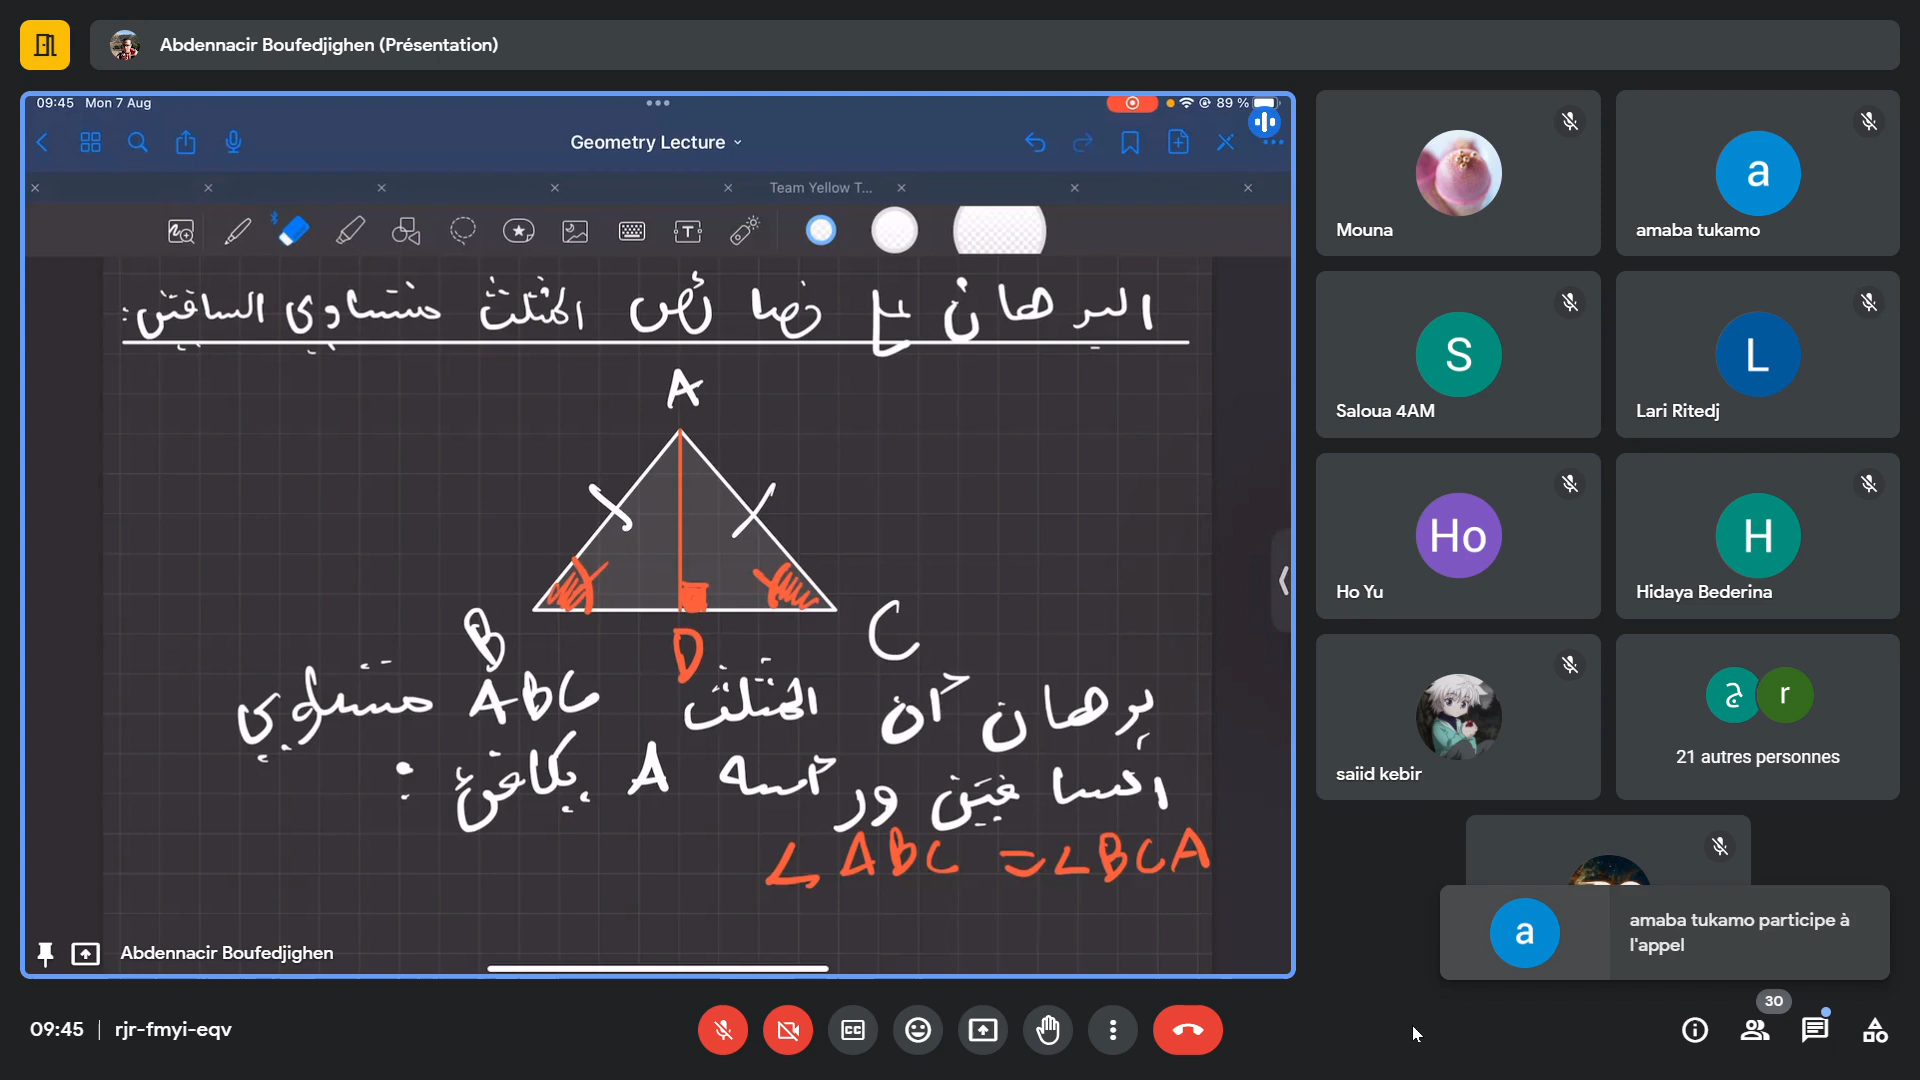 Abdennacir Boufedjighen (Présentation)
09:45 Mon 7 Aug
89 %
Geometry Lecture
Team Yellow T...
البرهان على خصائص المثلث متساوي الساقين:
A
B
D
C
برهان أن المثلث ABC متساوي
الساقين ورأسه A يكافئ :
∠ABC = ∠BCA
Abdennacir Boufedjighen
Mouna
a
amaba tukamo
S
Saloua 4AM
L
Lari Ritedj
Ho
Ho Yu
H
Hidaya Bederina
saiid kebir
r
21 autres personnes
a
amaba tukamo participe à
l'appel
09:45 | rjr-fmyi-eqv
30